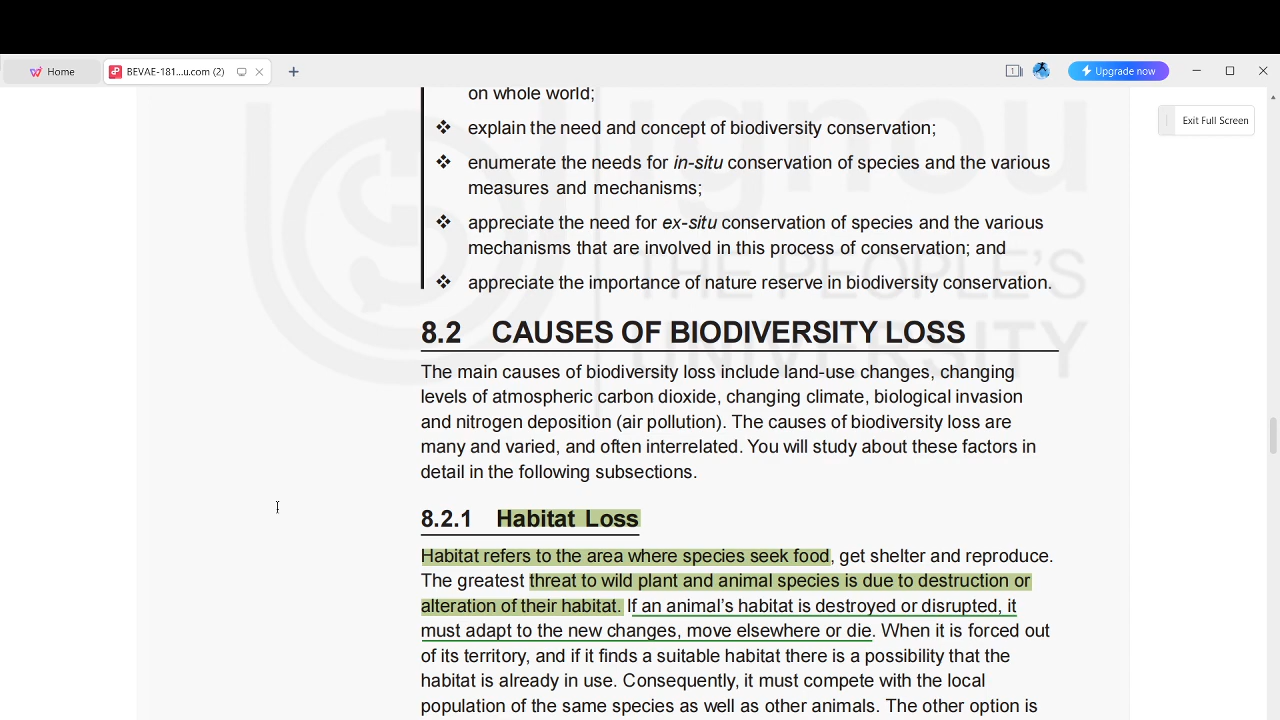 Home
BEVAE-181...u.com (2)
Upgrade now
Exit Full Screen
on whole world;
❖ explain the need and concept of biodiversity conservation;
❖ enumerate the needs for in-situ conservation of species and the various
measures and mechanisms;
❖ appreciate the need for ex-situ conservation of species and the various
mechanisms that are involved in this process of conservation; and
❖ appreciate the importance of nature reserve in biodiversity conservation.
ignou
THE PEOPLE'S
UNIVERSITY
8.2 CAUSES OF BIODIVERSITY LOSS
The main causes of biodiversity loss include land-use changes, changing
levels of atmospheric carbon dioxide, changing climate, biological invasion
and nitrogen deposition (air pollution). The causes of biodiversity loss are
many and varied, and often interrelated. You will study about these factors in
detail in the following subsections.
8.2.1 Habitat Loss
Habitat refers to the area where species seek food, get shelter and reproduce.
The greatest threat to wild plant and animal species is due to destruction or
alteration of their habitat. If an animal's habitat is destroyed or disrupted, it
must adapt to the new changes, move elsewhere or die. When it is forced out
of its territory, and if it finds a suitable habitat there is a possibility that the
habitat is already in use. Consequently, it must compete with the local
population of the same species as well as other animals. The other option is